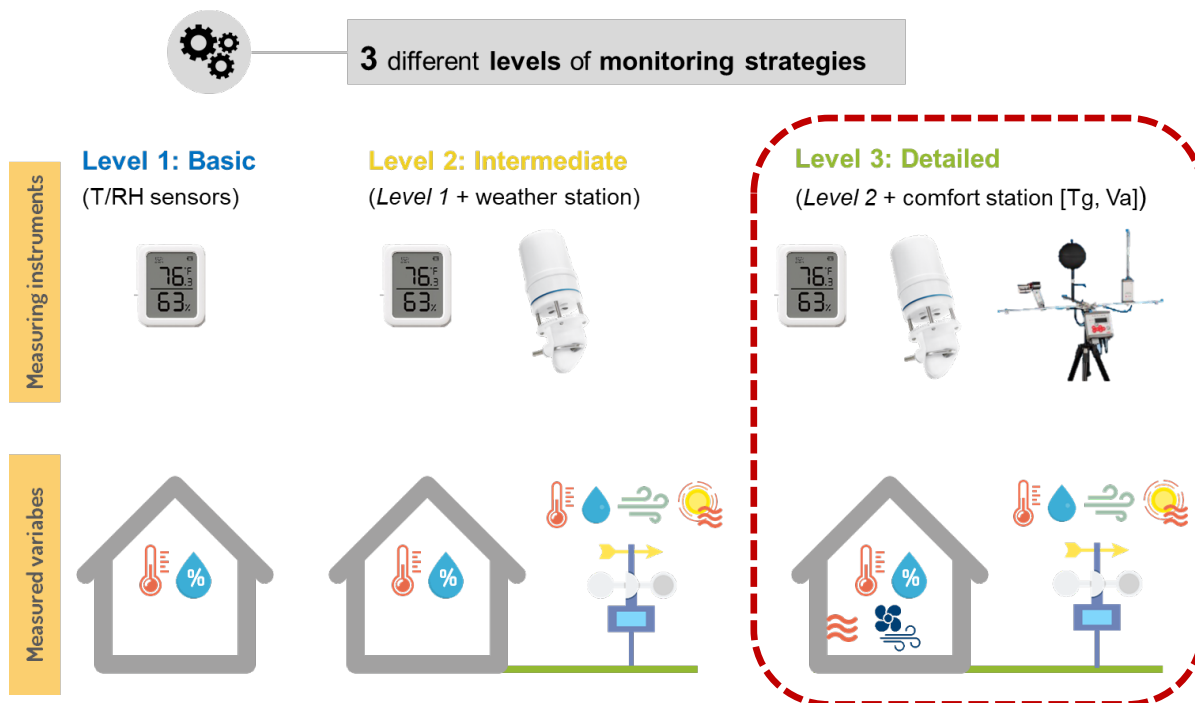 3 different levels of monitoring strategies
Level 1: Basic
(T/RH sensors)
Level 2: Intermediate
(Level 1 + weather station)
Level 3: Detailed
(Level 2 + comfort station [Tg, Va])
Measuring instruments
76.3 °F
63%
76.3 °F
63%
76.3 °F
63%
Measured variabes
%
%
%